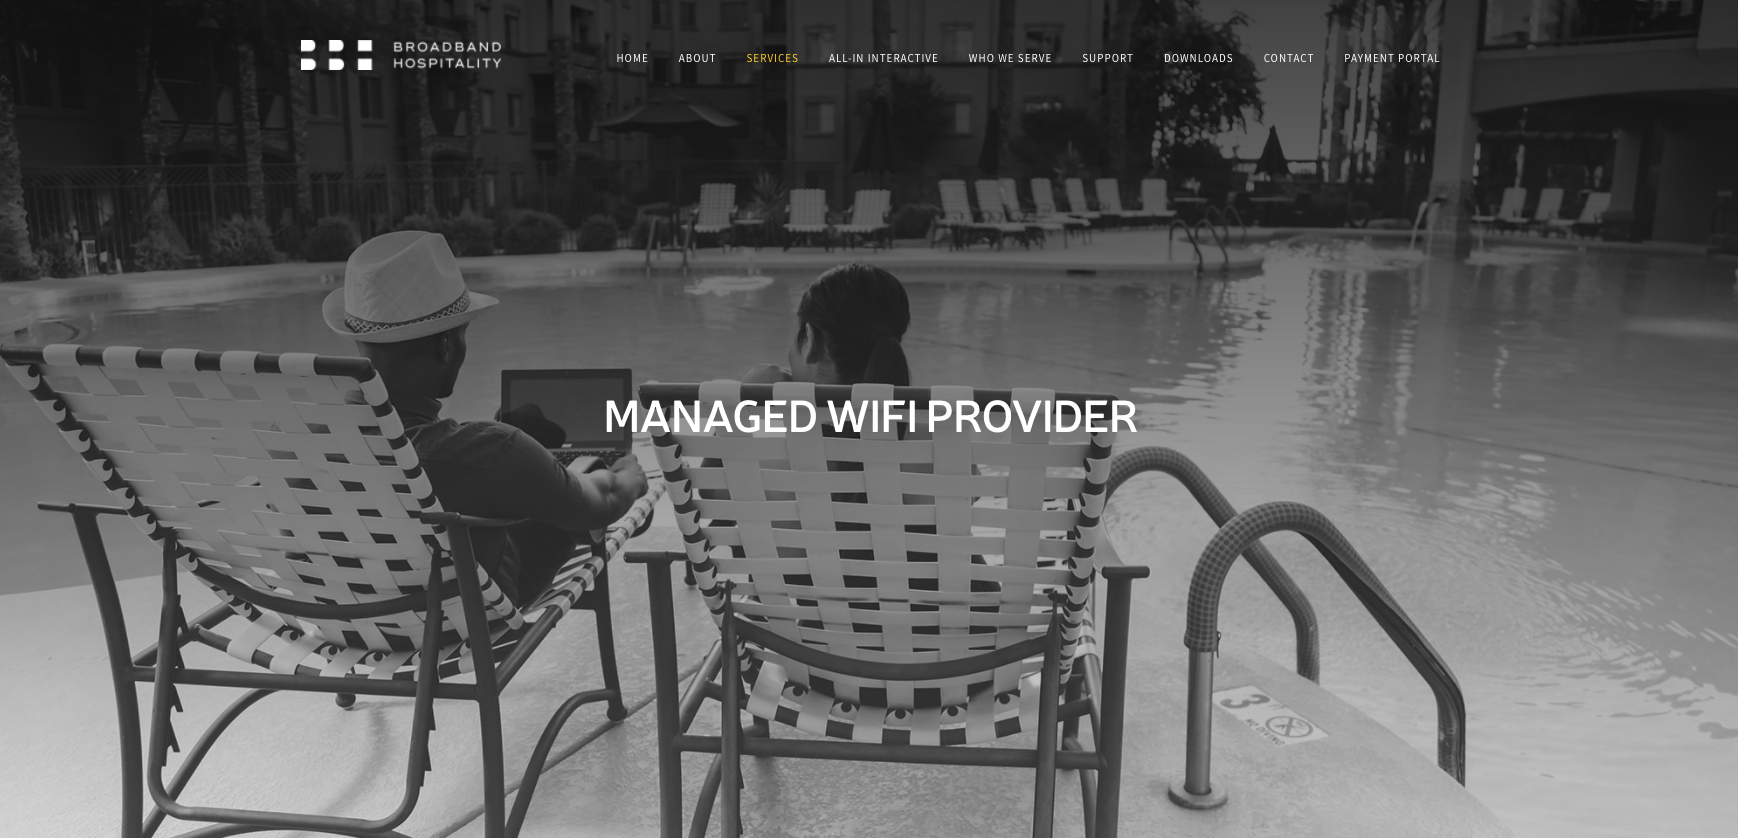 BROADBAND
HOSPITALITY
HOME ABOUT SERVICES ALL-IN INTERACTIVE WHO WE SERVE SUPPORT DOWNLOADS CONTACT PAYMENT PORTAL
MANAGED WIFI PROVIDER
3
NO DIVING